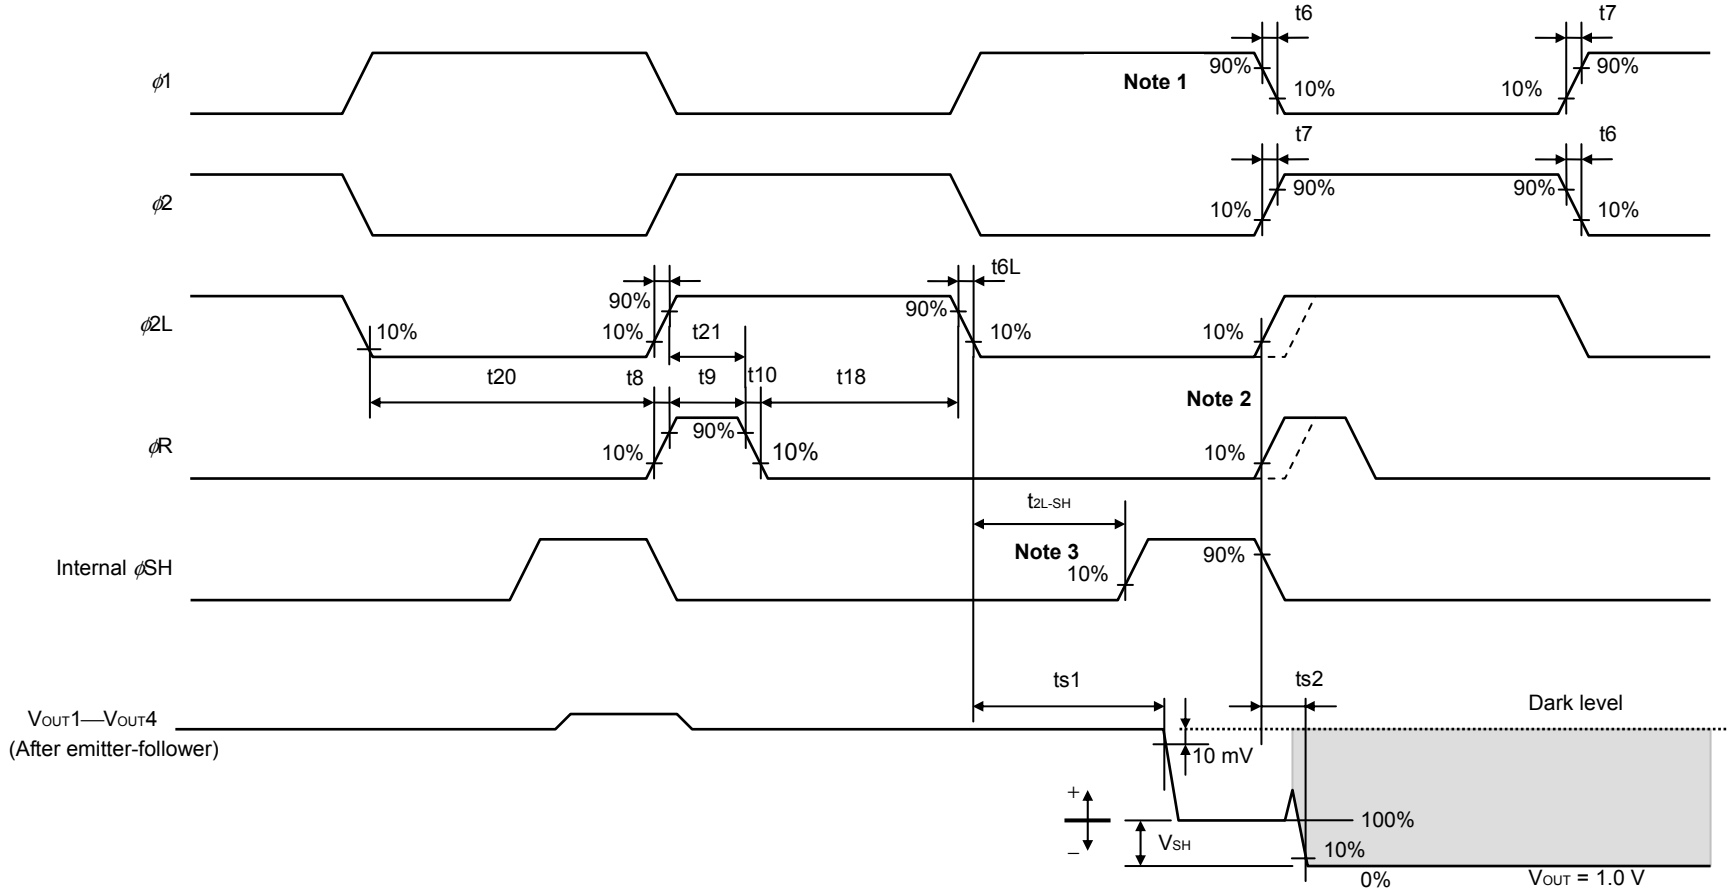 t6
t7
ϕ1
90%
Note 1
10%
10%
90%
t7
t6
ϕ2
10%
90%
90%
10%
t6L
ϕ2L
10%
90%
10%
t21
90%
10%
10%
t20
t8
t9
t10
t18
Note 2
ϕR
10%
90%
10%
10%
t2L-SH
Internal ϕSH
Note 3
10%
90%
ts1
ts2
Dark level
VOUT1—VOUT4
(After emitter-follower)
10 mV
+
−
VSH
100%
10%
0%
VOUT = 1.0 V